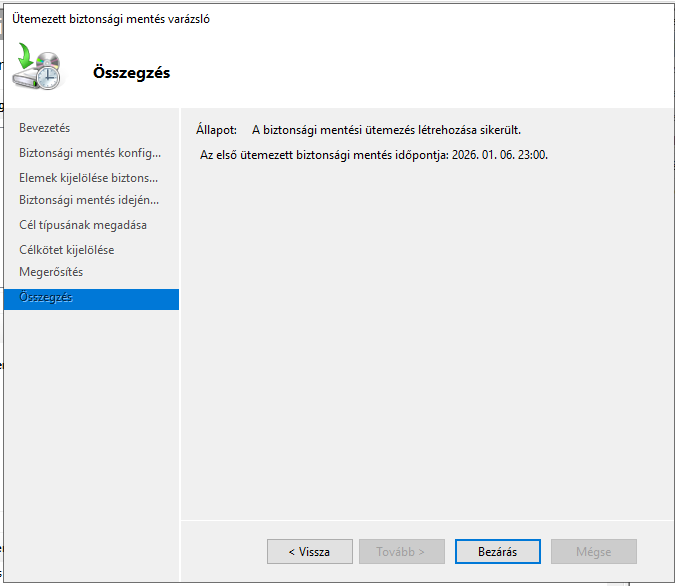 Ütemezett biztonsági mentés varázsló
Összegzés
Bevezetés
Biztonsági mentés konfig...
Elemek kijelölése biztons...
Biztonsági mentés idején...
Cél típusának megadása
Célkötet kijelölése
Megerősítés
Összegzés
Állapot: A biztonsági mentési ütemezés létrehozása sikerült.
Az első ütemezett biztonsági mentés időpontja: 2026. 01. 06. 23:00.
< Vissza
Tovább >
Bezárás
Mégse